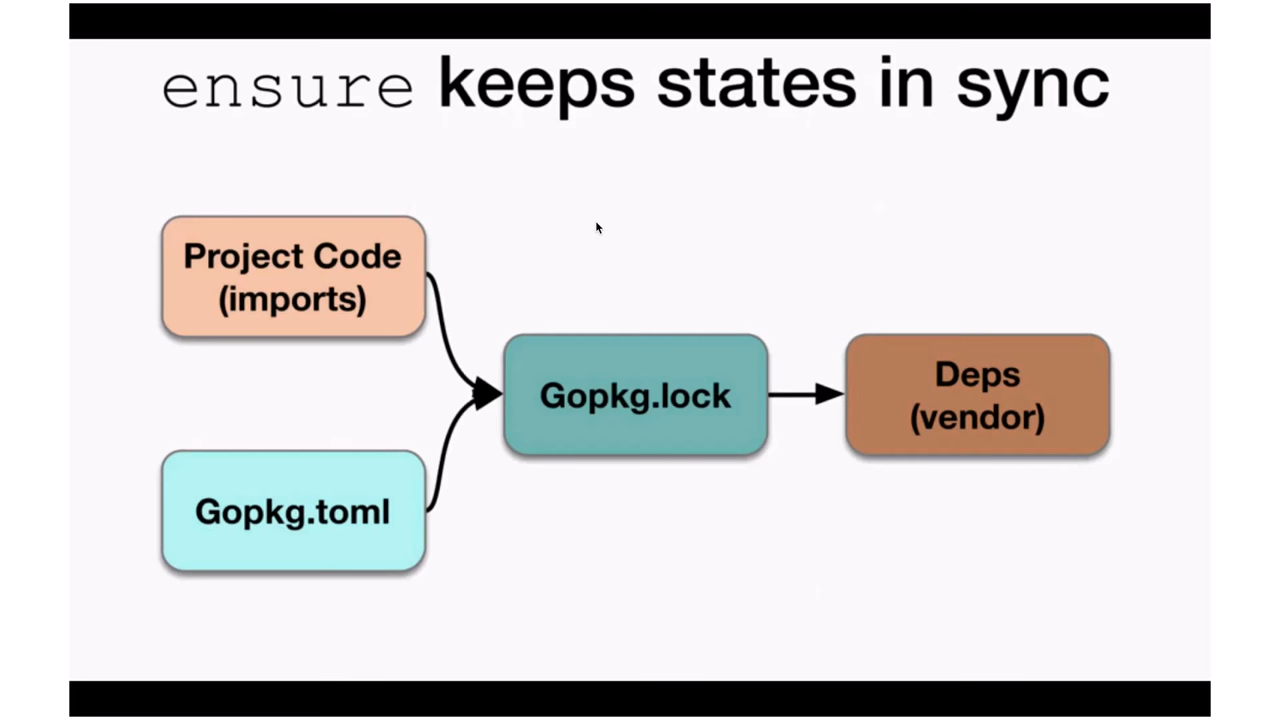 ensure keeps states in sync
Project Code
(imports)
Gopkg.toml
Gopkg.lock
Deps
(vendor)